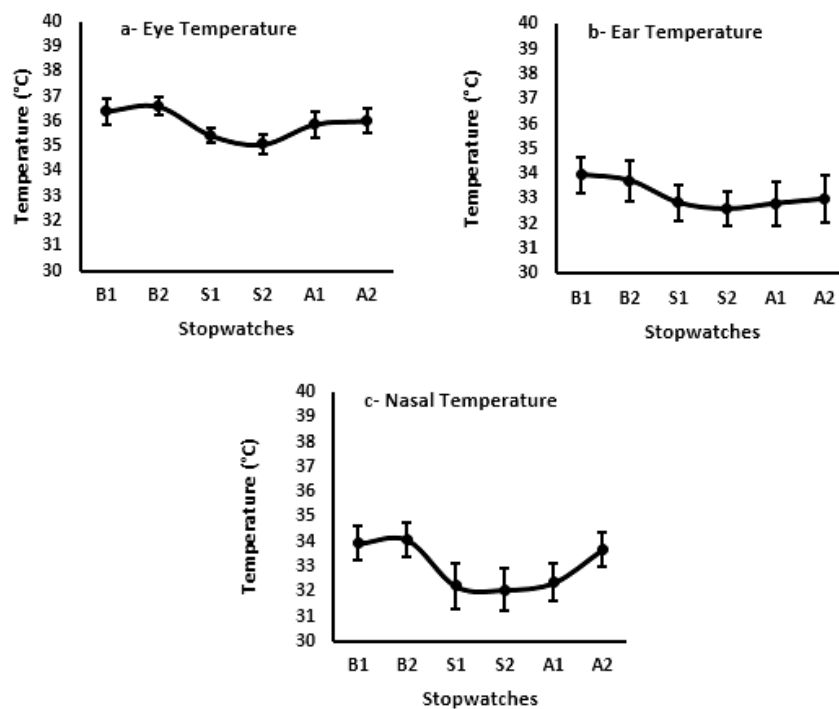 a- Eye Temperature
Temperature (°C)
40
39
38
37
36
35
34
33
32
31
30
B1 B2 S1 S2 A1 A2
Stopwatches
b- Ear Temperature
Temperature (°C)
40
39
38
37
36
35
34
33
32
31
30
B1 B2 S1 S2 A1 A2
Stopwatches
c- Nasal Temperature
Temperature (°C)
40
39
38
37
36
35
34
33
32
31
30
B1 B2 S1 S2 A1 A2
Stopwatches